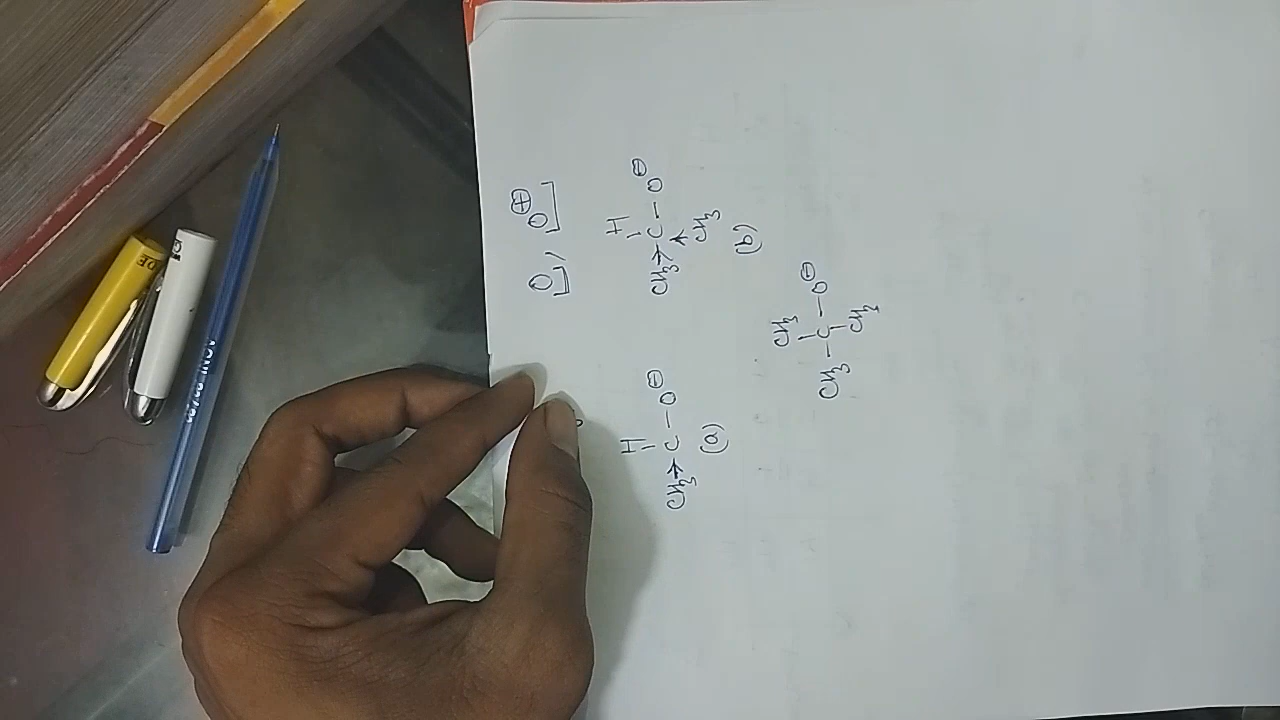 O], O⊕]
H H
CH3→C—O⊖ CH3→C—O⊖
CH3
(a) (b)
CH3
CH3—C—O⊖
CH3